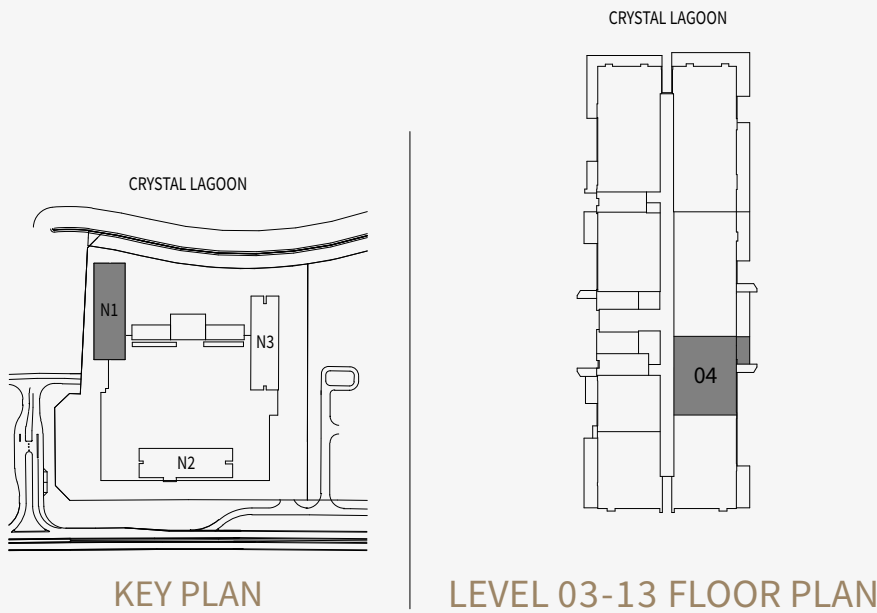 CRYSTAL LAGOON
N1
N3
N2
KEY PLAN
CRYSTAL LAGOON
04
LEVEL 03-13 FLOOR PLAN